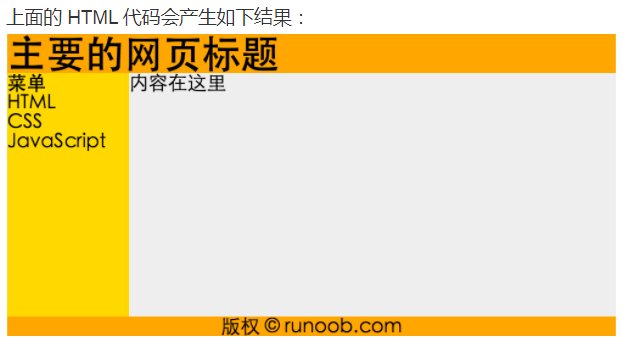 上面的 HTML 代码会产生如下结果：
主要的网页标题
菜单
HTML
CSS
JavaScript
内容在这里
版权 © runoob.com